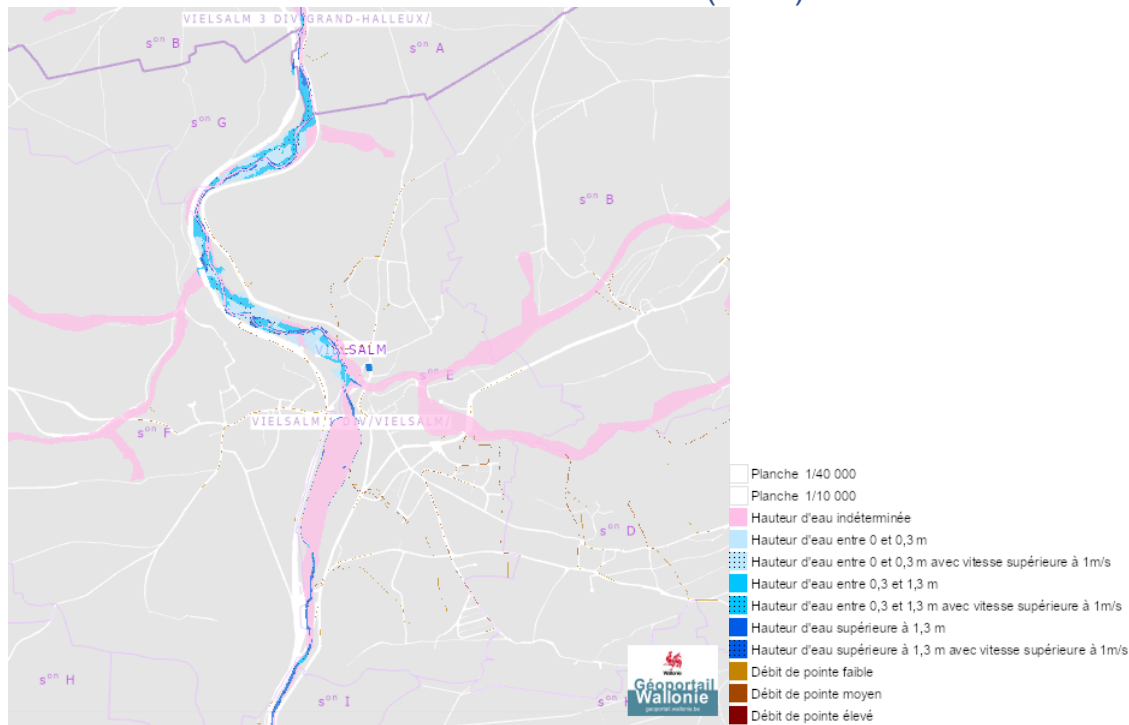 VIELSALM 3 DIV/GRAND-HALLEUX/
sᵒⁿ B
sᵒⁿ A
sᵒⁿ G
sᵒⁿ B
VIELSALM
sᵒⁿ E
VIELSALM 1 DIV/VIELSALM/
sᵒⁿ F
sᵒⁿ D
sᵒⁿ H
sᵒⁿ I
Wallonie
Géoportail
Wallonie
geoportail.wallonie.be
Planche 1/40 000
Planche 1/10 000
Hauteur d'eau indéterminée
Hauteur d'eau entre 0 et 0,3 m
Hauteur d'eau entre 0 et 0,3 m avec vitesse supérieure à 1m/s
Hauteur d'eau entre 0,3 et 1,3 m
Hauteur d'eau entre 0,3 et 1,3 m avec vitesse supérieure à 1m/s
Hauteur d'eau supérieure à 1,3 m
Hauteur d'eau supérieure à 1,3 m avec vitesse supérieure à 1m/s
Débit de pointe faible
Débit de pointe moyen
Débit de pointe élevé